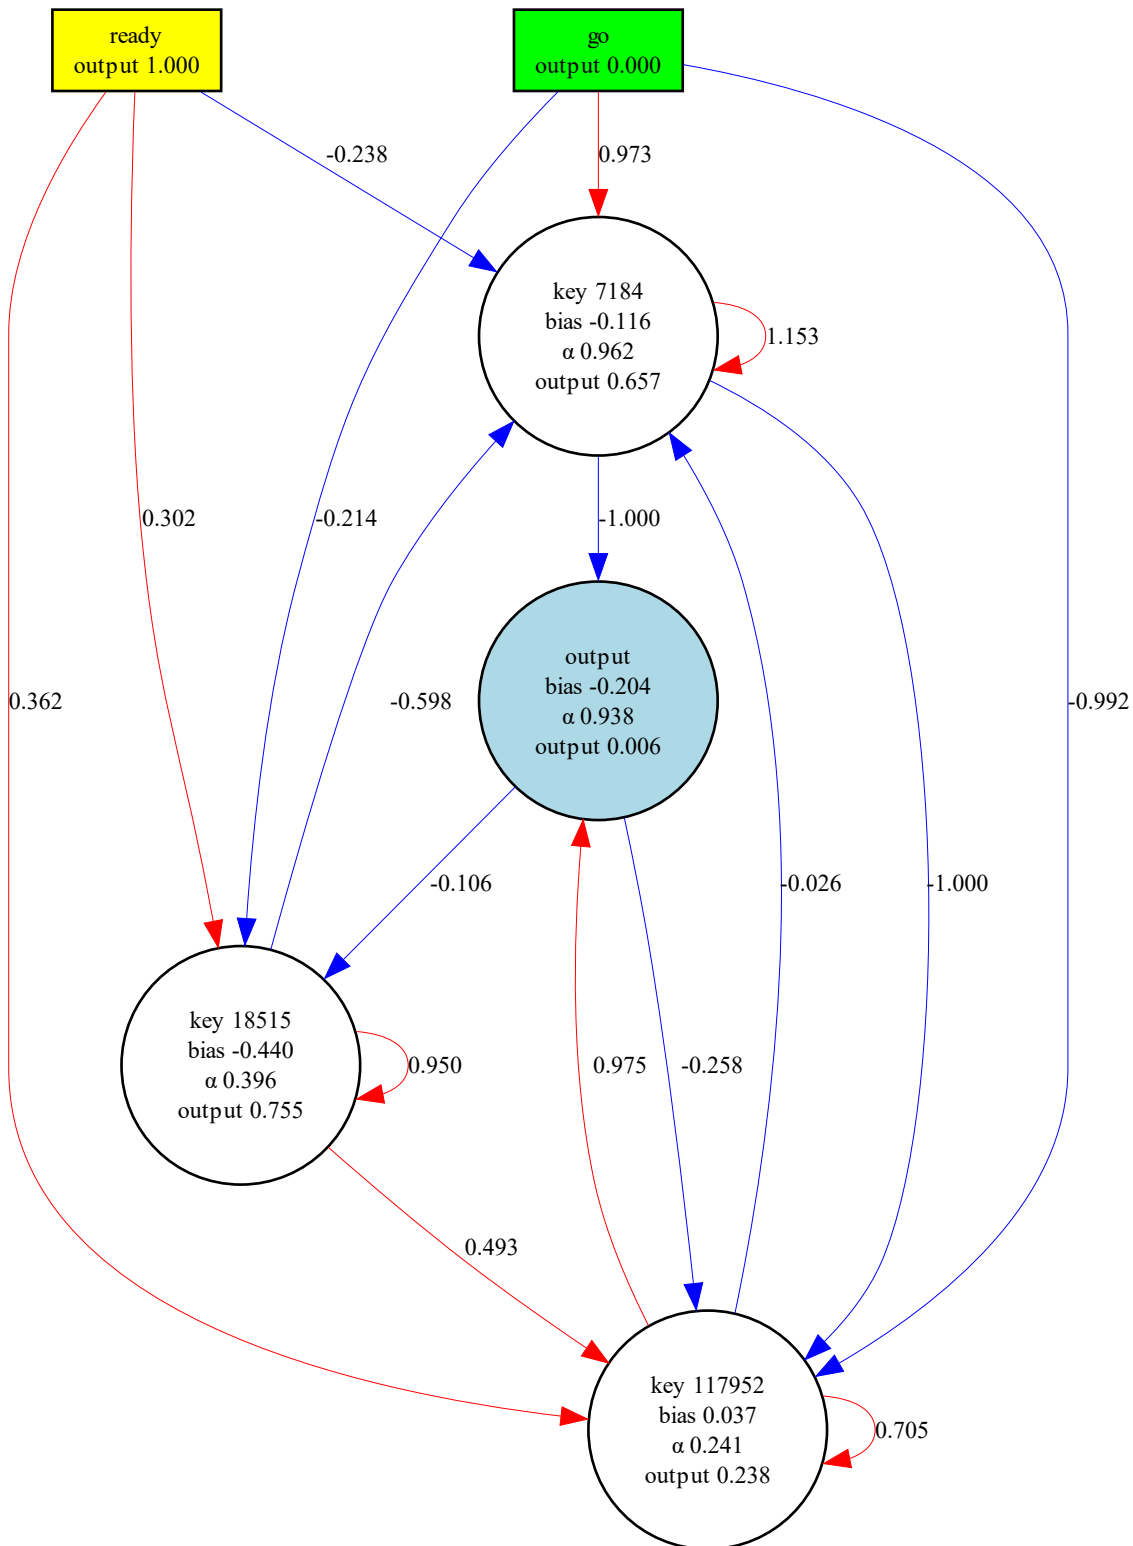 ready
output 1.000
go
output 0.000
-0.238
0.973
key 7184
bias -0.116
α 0.962
output 0.657
1.153
0.302
-0.214
-1.000
output
bias -0.204
α 0.938
output 0.006
0.362
-0.598
-0.992
-0.106
-0.026
-1.000
key 18515
bias -0.440
α 0.396
output 0.755
0.950
0.975
-0.258
0.493
key 117952
bias 0.037
α 0.241
output 0.238
0.705